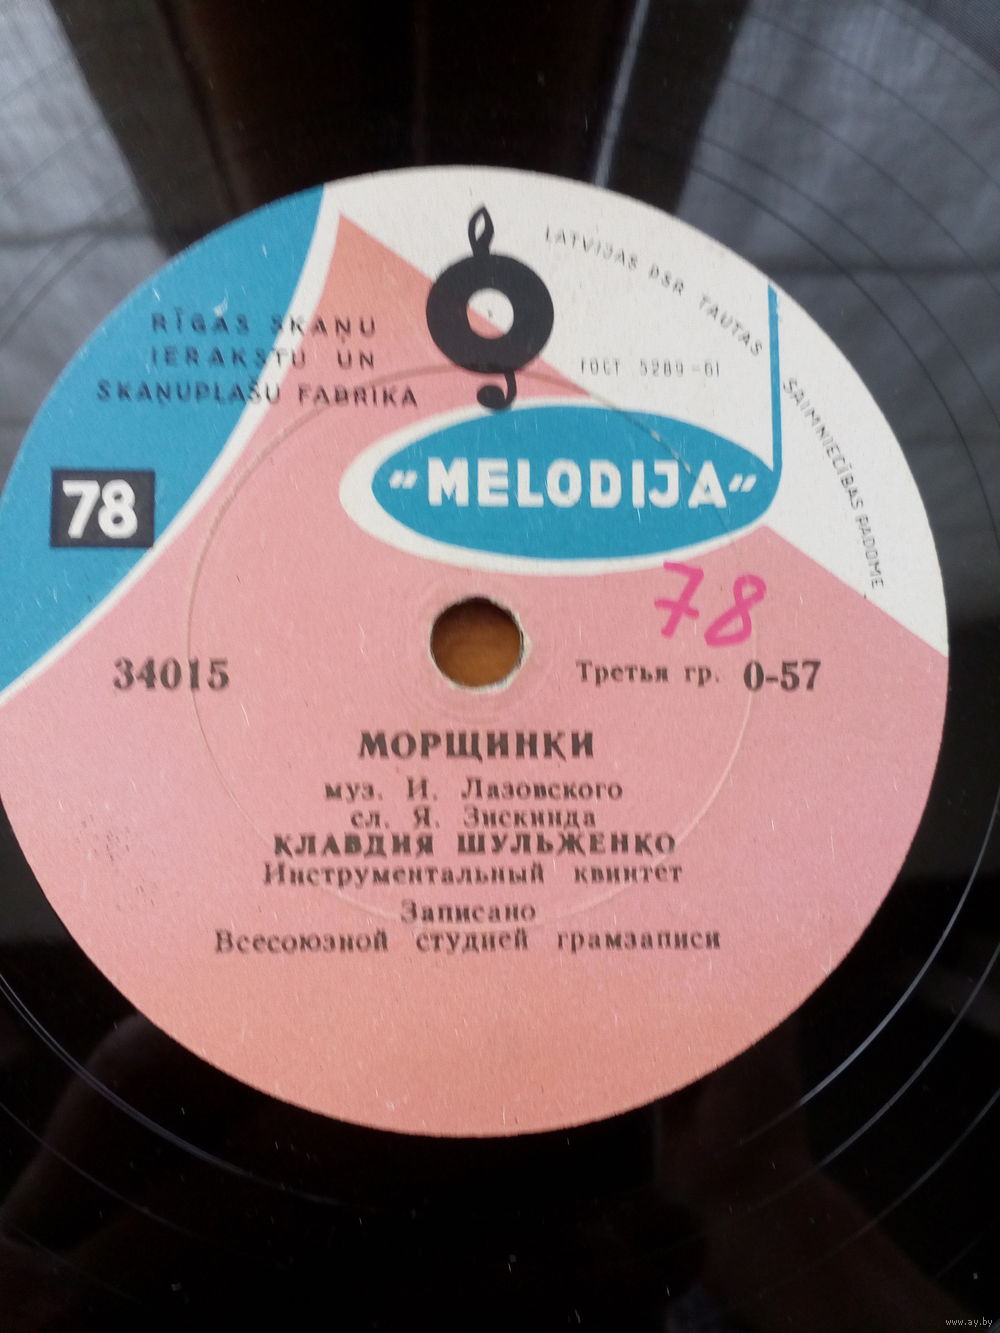 RĪGAS SKAŅU
IERAKSTU UN
SKAŅUPLAŠU FABRIKA
LATVIJAS PSR TAUTAS
SAIMNIECĪBAS PADOME
ГОСТ 5289-61
"MELODIJA"
78
78
34015
Третья гр. 0-57
МОРЩИНКИ
муз. И. Лазовского
сл. Я. Зискинда
КЛАВДИЯ ШУЛЬЖЕНКО
Инструментальный квинтет
Записано
Всесоюзной студией грамзаписи
www.ay.by